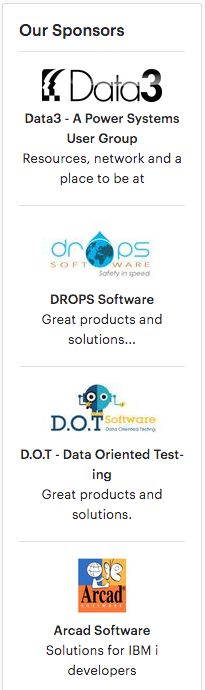 Our Sponsors
Data3
Data3 - A Power Systems
User Group
Resources, network and a
place to be at
drops
SOFTWARE
Safety in speed
DROPS Software
Great products and
solutions...
D.O.T Software
Data Oriented Testing
D.O.T - Data Oriented Test-
ing
Great products and
solutions.
Arcad
SOFTWARE
Arcad Software
Solutions for IBM i
developers